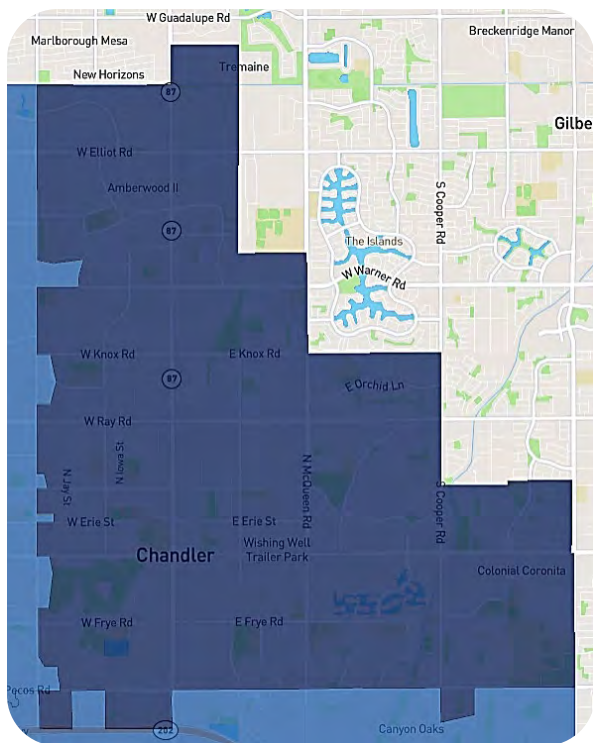 W Guadalupe Rd
Breckenridge Manor
Marlborough Mesa
Tremaine
New Horizons
87
Gilbe
W Elliot Rd
Amberwood II
S Cooper Rd
87
The Islands
W Warner Rd
W Knox Rd
E Knox Rd
87
E Orchid Ln
W Ray Rd
N Iowa St
N Jay St
N McQueen Rd
S Cooper Rd
W Erie St
E Erie St
Wishing Well
Trailer Park
Chandler
Colonial Coronita
W Frye Rd
E Frye Rd
Pecos Rd
202
Canyon Oaks